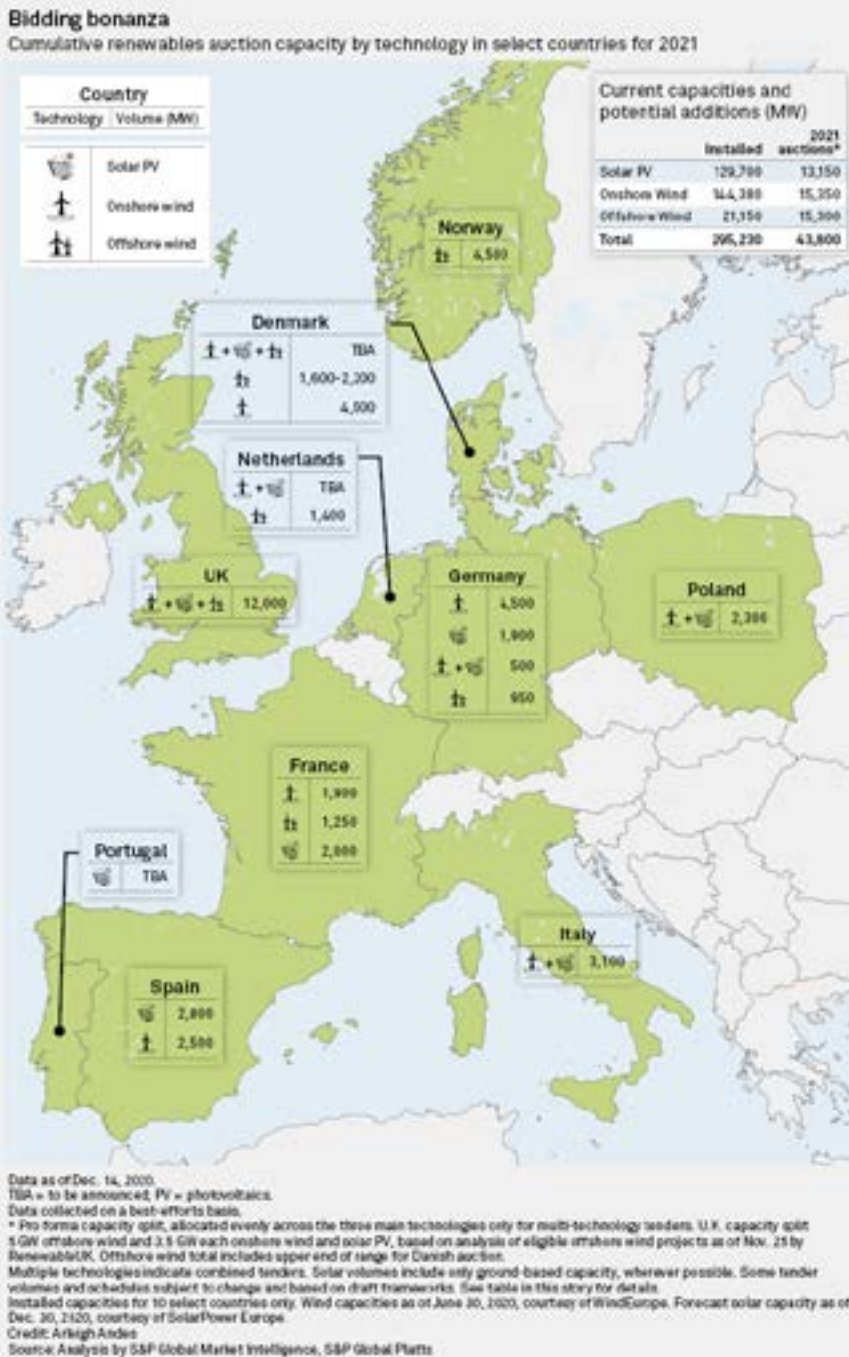 Bidding bonanza
Cumulative renewables auction capacity by technology in select countries for 2021
Country
Technology Volume (MW)
Solar PV
Onshore wind
Offshore wind
Current capacities and
potential additions (MW)
2021
Installed auctions*
Solar PV 129,700 13,150
Onshore Wind 144,380 15,350
Offshore Wind 21,150 15,300
Total 295,230 43,800
Norway
4,500
Denmark
+ + TBA
1,600-2,200
Netherlands
+ TBA
1,400
UK
+ + 12,000
Germany
4,500
1,900
+ 500
950
Poland
+ 2,300
France
1,900
1,250
2,000
Portugal
TBA
Italy
+ 3,100
Spain
2,000
2,500
Data as of Dec. 14, 2020.
TBA = to be announced; PV = photovoltaics.
Data collected on a best-efforts basis.
* Pro forma capacity split, allocated evenly across the three main technologies only for multi-technology tenders. U.K. capacity split
5 GW offshore wind and 3.5 GW each onshore wind and solar PV, based on analysis of eligible offshore wind projects as of Nov. 25 by
RenewableUK. Offshore wind total includes upper end of range for Danish auction.
Multiple technologies indicate combined tenders. Solar volumes include only ground-based capacity, wherever possible. Some tender
volumes and schedules subject to change and based on draft frameworks. See table in this story for details.
Installed capacities for 10 select countries only. Wind capacities as of June 30, 2020, courtesy of WindEurope. Forecast solar capacity as of
Dec. 30, 2020, courtesy of SolarPower Europe
Credit: Arleigh Andes
Source: Analysis by S&P Global Market Intelligence, S&P Global Platts